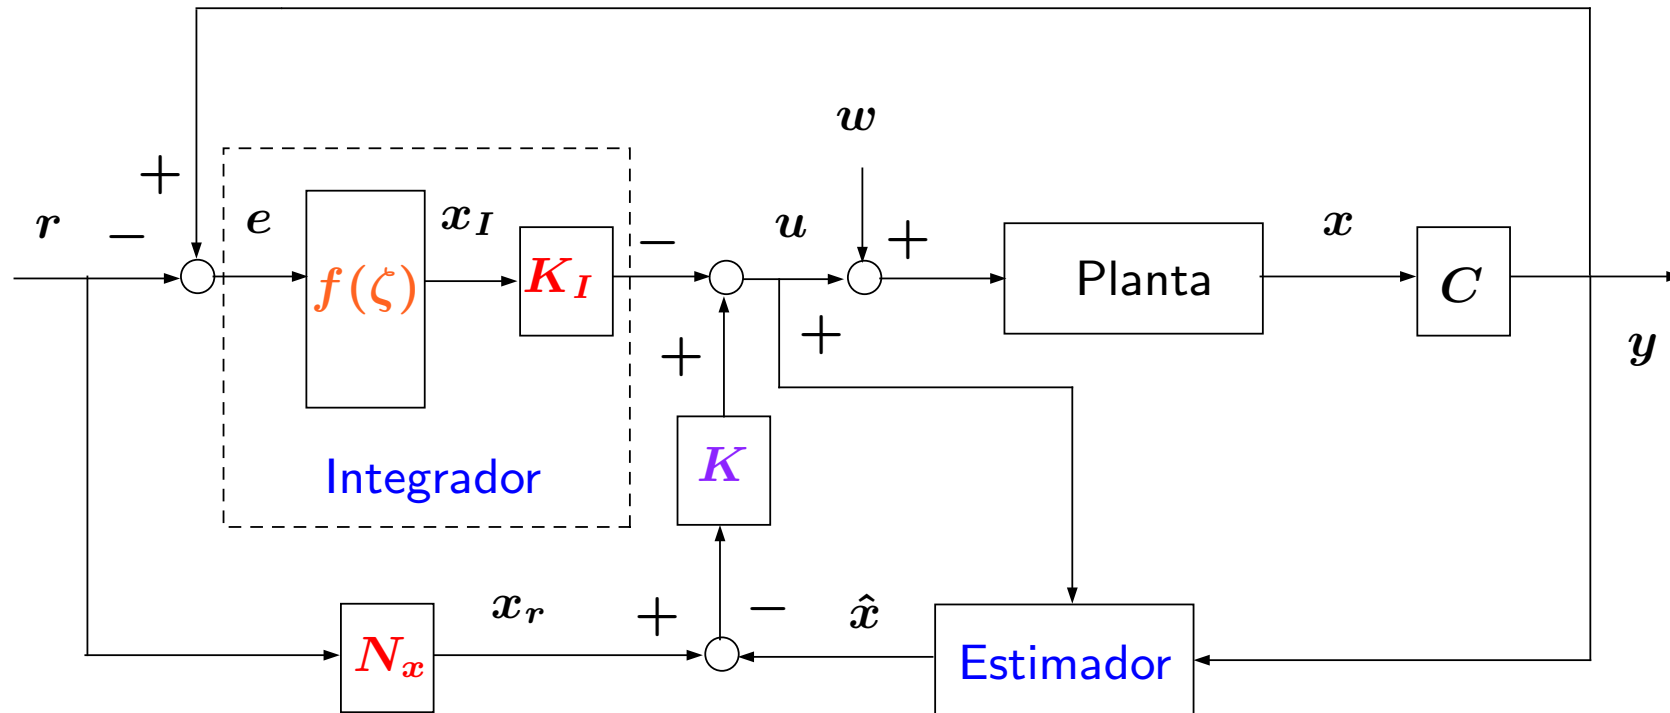 w
+
r − e x_I − u + x
f(ζ) K_I Planta C
+ + y
K
Integrador
x_r + − x̂
N_x Estimador